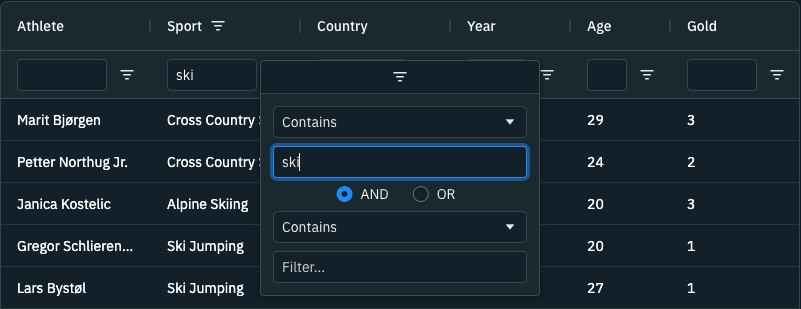 Athlete Sport Country Year Age Gold
ski
Contains
ski
AND OR
Contains
Filter...
Marit Bjørgen Cross Country 29 3
Petter Northug Jr. Cross Country 24 2
Janica Kostelic Alpine Skiing 20 3
Gregor Schlieren... Ski Jumping 20 1
Lars Bystøl Ski Jumping 27 1